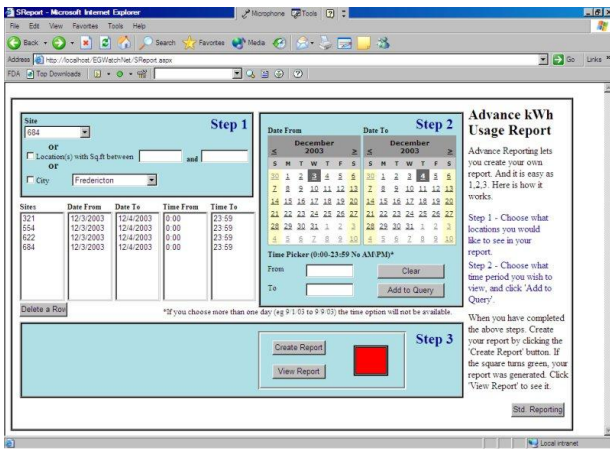 SReport - Microsoft Internet Explorer
Microphone Tools
File Edit View Favorites Tools Help
Back Search Favorites Media
Address http://localhost/EGWatchNet/SReport.aspx Go Links
FDA Top Downloads
Site
684
Step 1
or
Location(s) with Sq.ft between and
or
City Fredericton
Sites Date From Date To Time From Time To
321 12/3/2003 12/4/2003 0:00 23:59
554 12/3/2003 12/4/2003 0:00 23:59
622 12/3/2003 12/4/2003 0:00 23:59
684 12/3/2003 12/4/2003 0:00 23:59
Delete a Row
Step 2
Date From Date To
< December 2003 > < December 2003 >
S M T W T F S S M T W T F S
30 1 2 3 4 5 6 30 1 2 3 4 5 6
7 8 9 10 11 12 13 7 8 9 10 11 12 13
14 15 16 17 18 19 20 14 15 16 17 18 19 20
21 22 23 24 25 26 27 21 22 23 24 25 26 27
28 29 30 31 1 2 3 28 29 30 31 1 2 3
4 5 6 7 8 9 10 4 5 6 7 8 9 10
Time Picker (0:00-23:59 No AM\PM)*
From Clear
To Add to Query
*If you choose more than one day (eg 9/1/03 to 9/9/03) the time option will not be available.
Step 3
Create Report
View Report
Advance kWh
Usage Report
Advance Reporting lets
you create your own
report. And it is easy as
1,2,3. Here is how it
works.
Step 1 - Choose what
locations you would
like to see in your
report.
Step 2 - Choose what
time period you wish to
view, and click 'Add to
Query'.
When you have completed
the above steps. Create
your report by clicking the
'Create Report' button. If
the square turns green, your
report was generated. Click
'View Report' to see it.
Std. Reporting
Local intranet